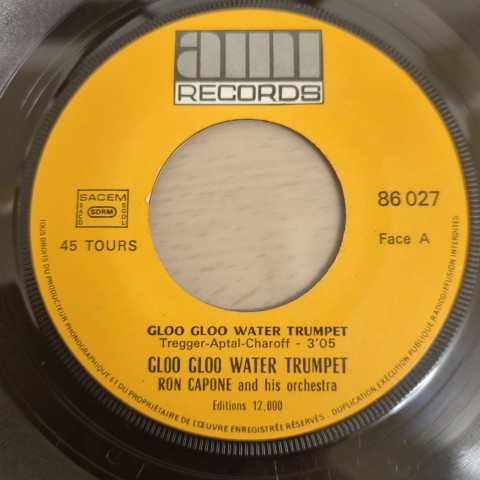 ami
RECORDS
SACEM
SACD
SDRM
SGDL
86 027
45 TOURS
Face A
GLOO GLOO WATER TRUMPET
Tregger-Aptal-Charoff - 3'05
GLOO GLOO WATER TRUMPET
RON CAPONE and his orchestra
Editions 12,000
TOUS DROITS DU PRODUCTEUR PHONOGRAPHIQUE ET DU PROPRIÉTAIRE DE L'ŒUVRE ENREGISTRÉE RÉSERVÉS - DUPLICATION EXÉCUTION PUBLIQUE RADIODIFFUSION INTERDITES